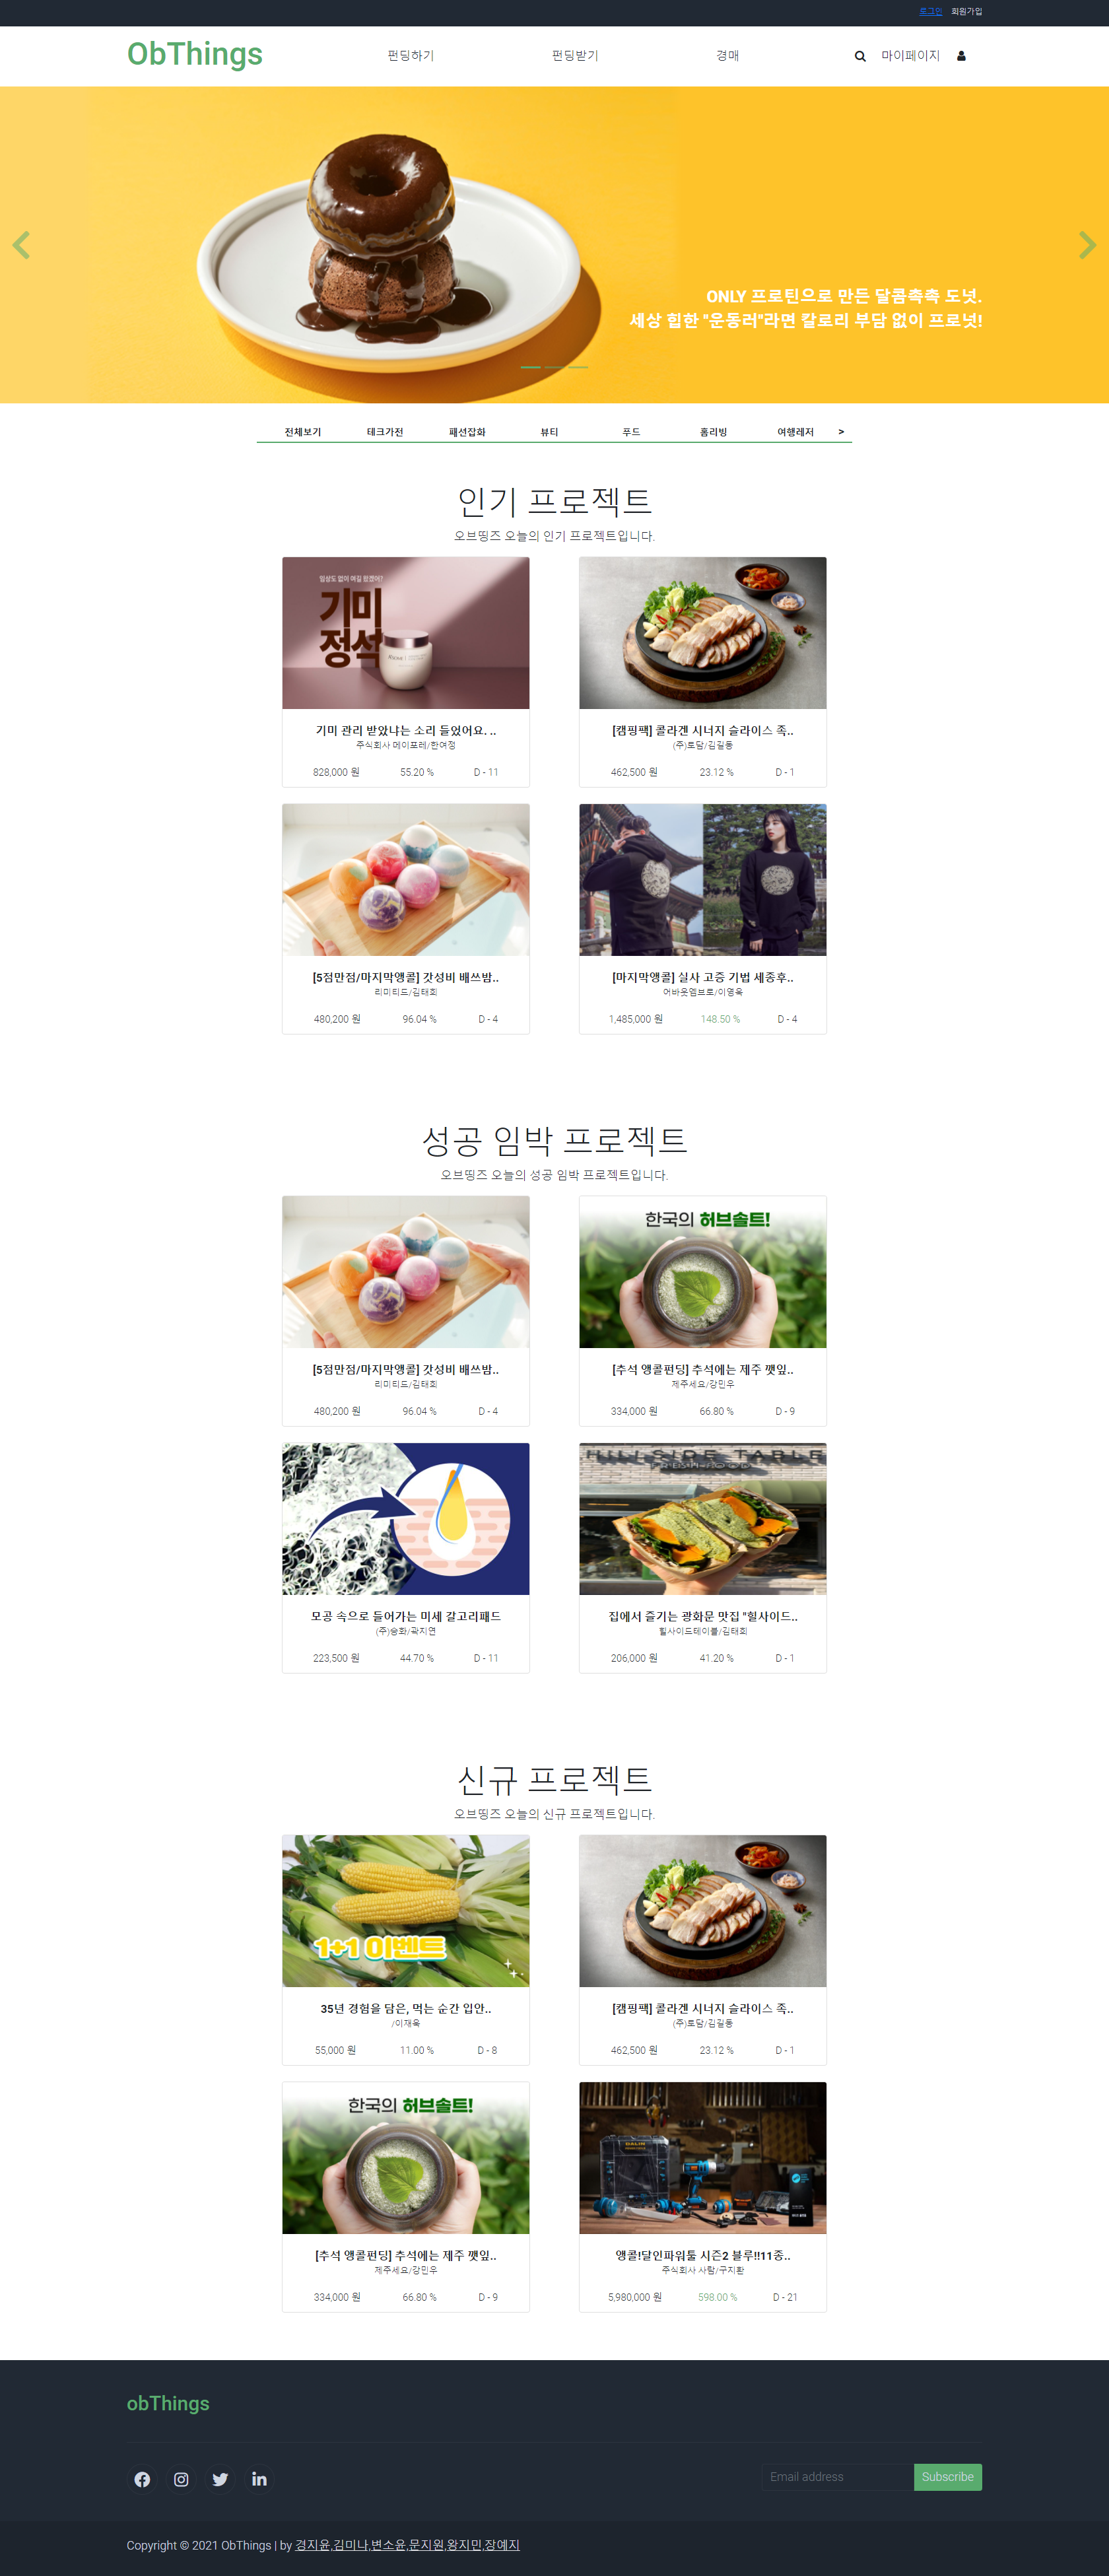 로그인 회원가입
ObThings 펀딩하기 펀딩받기 경매 마이페이지
ONLY 프로틴으로 만든 달콤촉촉 도넛.
세상 힙한 "운동러"라면 칼로리 부담 없이 프로넛!
전체보기 테크가전 패션잡화 뷰티 푸드 홈리빙 여행레저 >
인기 프로젝트
오브띵즈 오늘의 인기 프로젝트입니다.
임상도 없이 여길 왔겠어?
기미
정석
기미 관리 받았냐는 소리 들었어요. ..
주식회사 메이포레/한여정
828,000 원 55.20 % D - 11
[캠핑팩] 콜라겐 시너지 슬라이스 족..
(주)토담/김길동
462,500 원 23.12 % D - 1
[5점만점/마지막앵콜] 갓성비 배쓰밤..
리미티드/김태희
480,200 원 96.04 % D - 4
[마지막앵콜] 실사 고증 기법 세종후..
어바웃엠브로/이영욱
1,485,000 원 148.50 % D - 4
성공 임박 프로젝트
오브띵즈 오늘의 성공 임박 프로젝트입니다.
[5점만점/마지막앵콜] 갓성비 배쓰밤..
리미티드/김태희
480,200 원 96.04 % D - 4
한국의 허브솔트!
[추석 앵콜펀딩] 추석에는 제주 깻잎..
제주세요/강민우
334,000 원 66.80 % D - 9
모공 속으로 들어가는 미세 갈고리패드
(주)송화/곽지연
223,500 원 44.70 % D - 11
HILLSIDE TABLE
집에서 즐기는 광화문 맛집 "힐사이드..
힐사이드테이블/김태희
206,000 원 41.20 % D - 1
신규 프로젝트
오브띵즈 오늘의 신규 프로젝트입니다.
1+1 이벤트
35년 경험을 담은, 먹는 순간 입안..
/이재욱
55,000 원 11.00 % D - 8
[캠핑팩] 콜라겐 시너지 슬라이스 족..
(주)토담/김길동
462,500 원 23.12 % D - 1
한국의 허브솔트!
[추석 앵콜펀딩] 추석에는 제주 깻잎..
제주세요/강민우
334,000 원 66.80 % D - 9
DALIN
앵콜!달인파워툴 시즌2 블루!!11종..
주식회사 사람/구지환
5,980,000 원 598.00 % D - 21
obThings
Email address Subscribe
Copyright © 2021 ObThings | by 경지윤,김미나,변소윤,문지원,왕지민,장예지